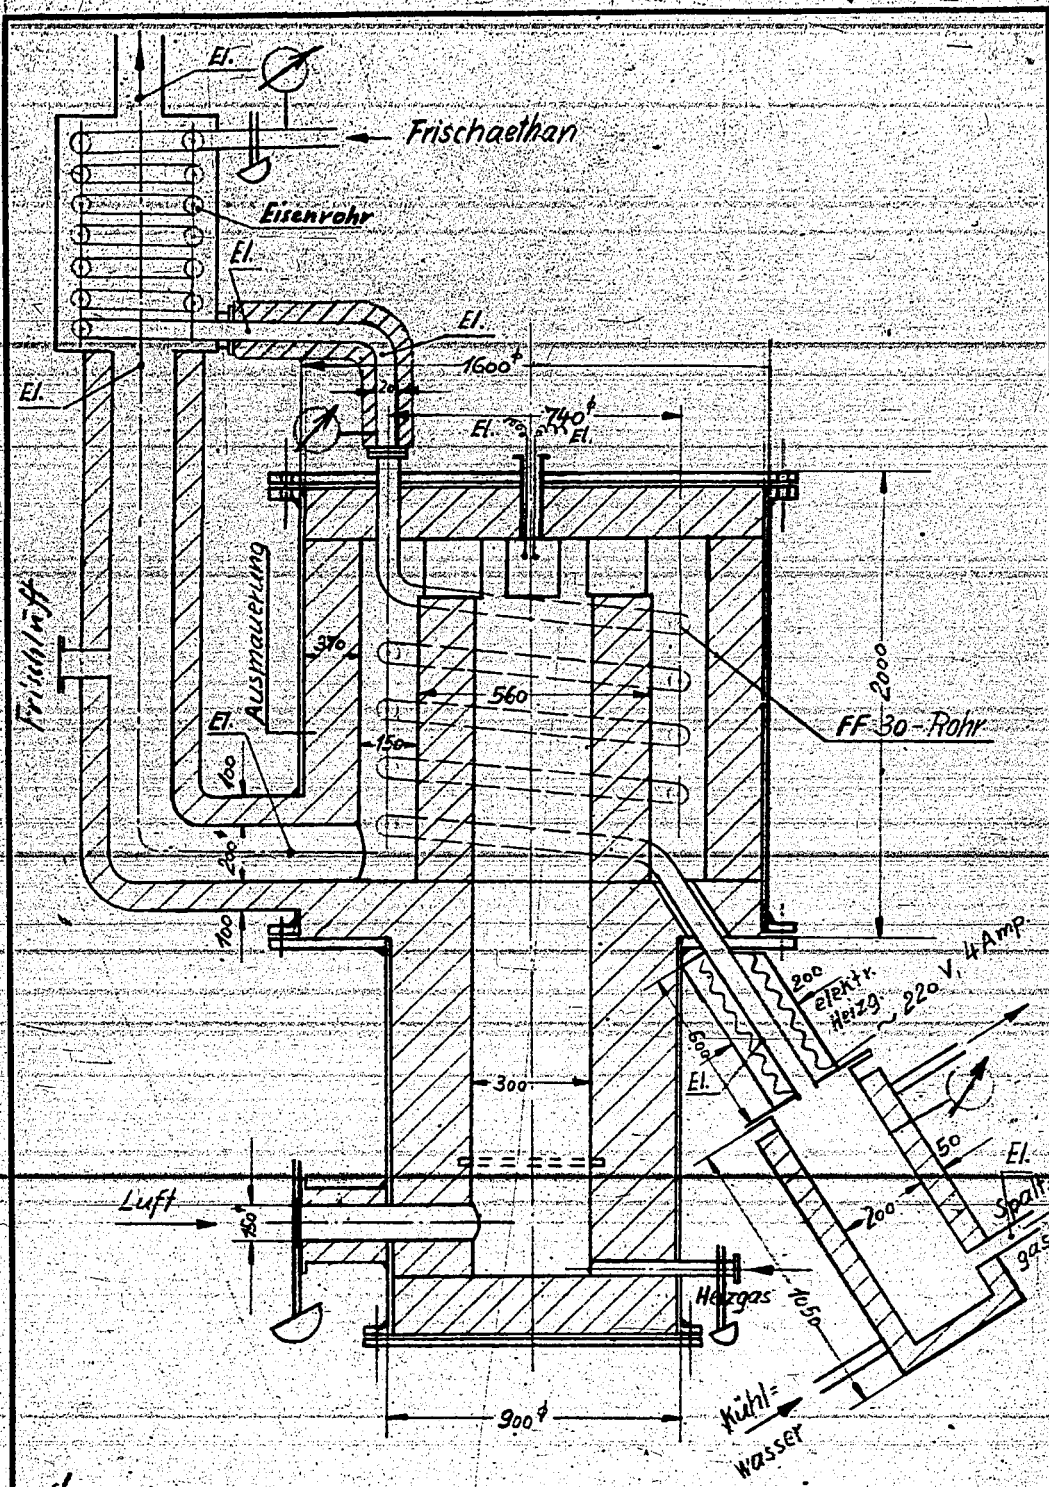 El.
Frischaethan
Eisenrohr
El.
El.
1600 ϕ
El.
20
740 ϕ
El. El.
Ausmauerung
Frischluft
370
560
2000
FF 30-Rohr
El.
150
100
200 ϕ
100
200
elektr. Heizg. ~ 220 V, 4 Amp.
600
El.
300
50
El.
Luft
150 ϕ
200
Spalt-
gas
Heizgas
1050
Kühl=
wasser
900 ϕ